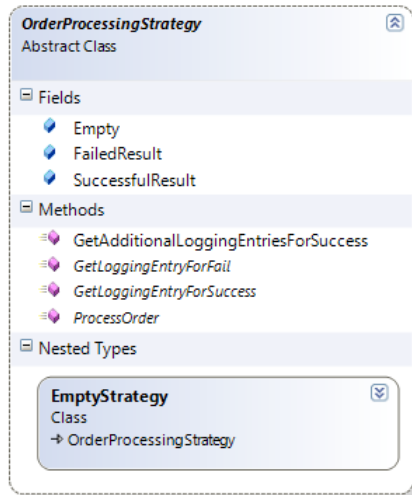 OrderProcessingStrategy
Abstract Class
Fields
Empty
FailedResult
SuccessfulResult
Methods
GetAdditionalLoggingEntriesForSuccess
GetLoggingEntryForFail
GetLoggingEntryForSuccess
ProcessOrder
Nested Types
EmptyStrategy
Class
OrderProcessingStrategy